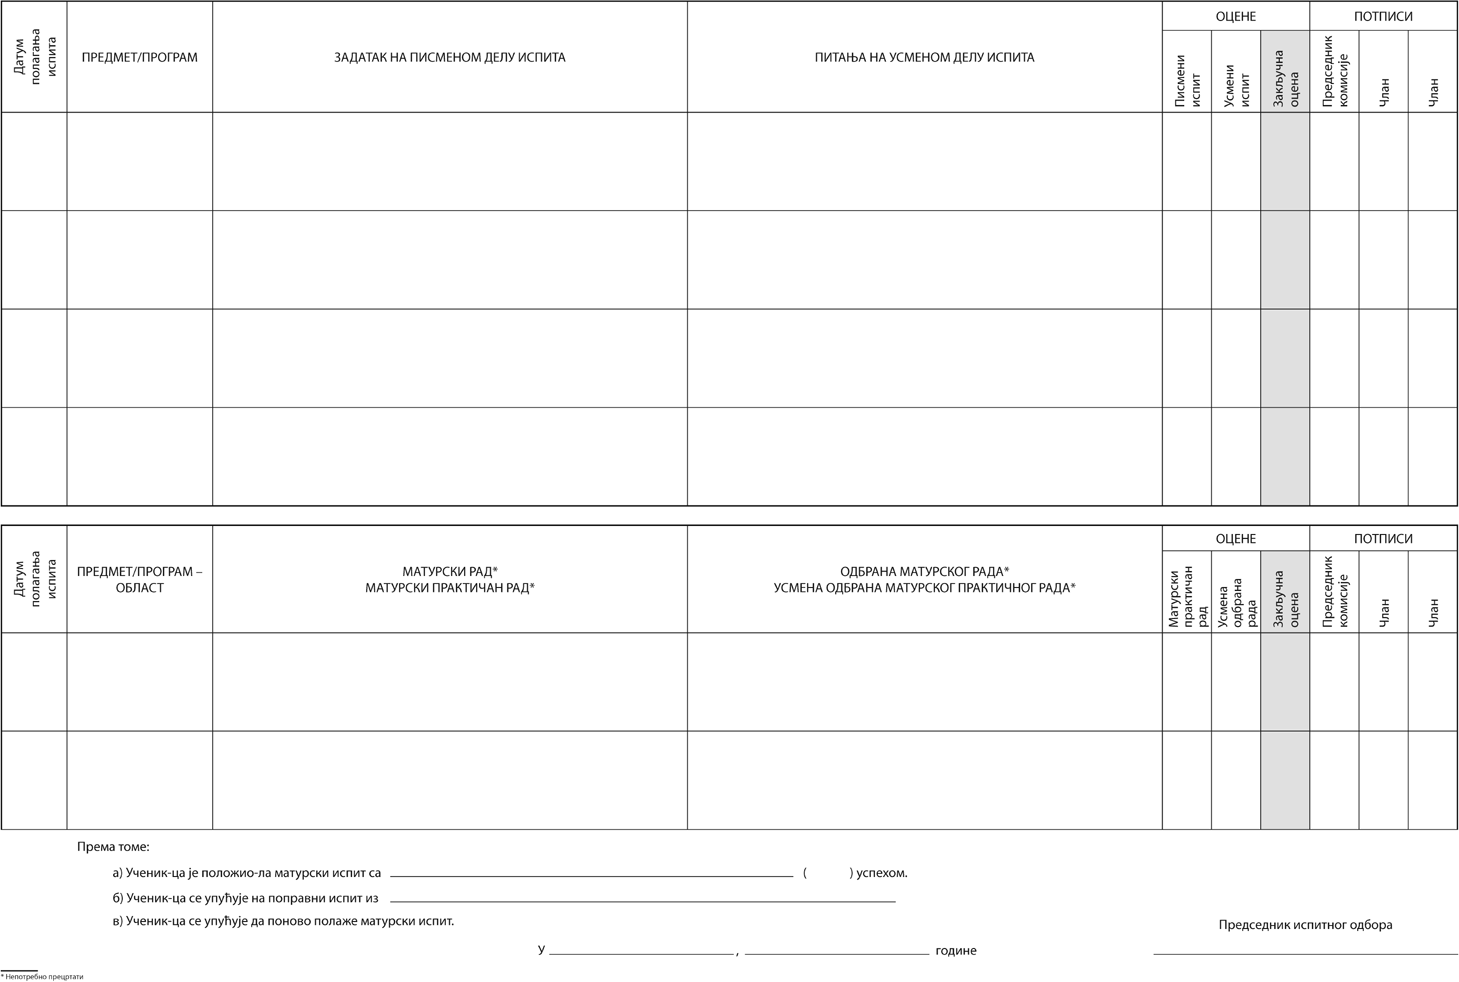 Датум
полагања
испита
ПРЕДМЕТ/ПРОГРАМ
ЗАДАТАК НА ПИСМЕНОМ ДЕЛУ ИСПИТА
ПИТАЊА НА УСМЕНОМ ДЕЛУ ИСПИТА
ОЦЕНЕ
ПОТПИСИ
Писмени
испит
Усмени
испит
Закључна
оцена
Председник
комисије
Члан
Члан
Датум
полагања
испита
ПРЕДМЕТ/ПРОГРАМ –
ОБЛАСТ
МАТУРСКИ РАД*
МАТУРСКИ ПРАКТИЧАН РАД*
ОДБРАНА МАТУРСКОГ РАДА*
УСМЕНА ОДБРАНА МАТУРСКОГ ПРАКТИЧНОГ РАДА*
ОЦЕНЕ
ПОТПИСИ
Матурски
практичан
рад
Усмена
одбрана
рада
Закључна
оцена
Председник
комисије
Члан
Члан
Према томе:
а) Ученик-ца је положио-ла матурски испит са ( ) успехом.
б) Ученик-ца се упућује на поправни испит из
в) Ученик-ца се упућује да поново полаже матурски испит.
Председник испитног одбора
У , године
* Непотребно прецртати